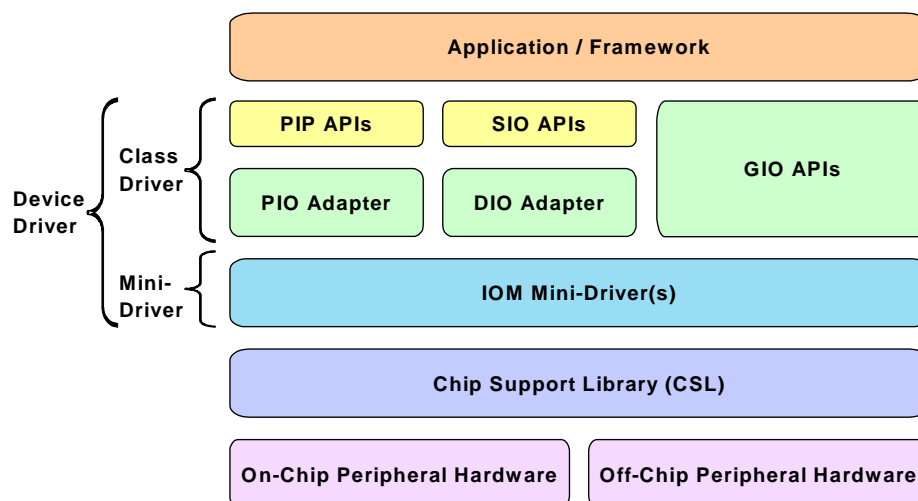 Application / Framework
PIP APIs
SIO APIs
GIO APIs
Class
Driver
PIO Adapter
DIO Adapter
Device
Driver
Mini-
Driver
IOM Mini-Driver(s)
Chip Support Library (CSL)
On-Chip Peripheral Hardware
Off-Chip Peripheral Hardware